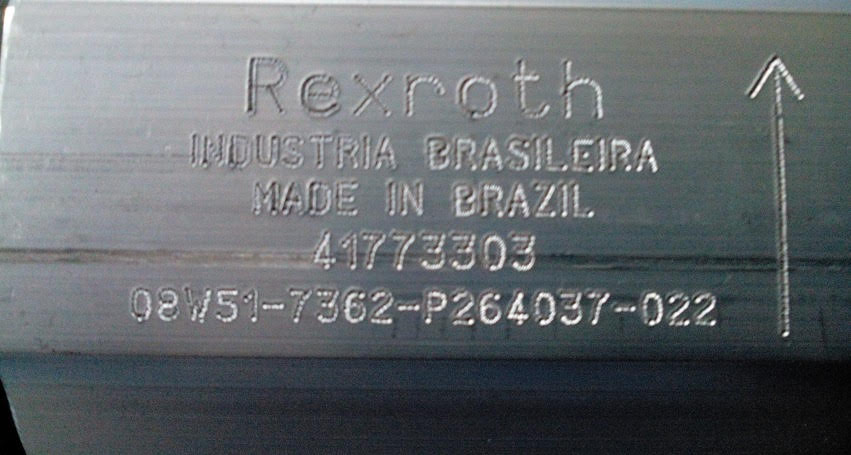 Rexroth
INDUSTRIA BRASILEIRA
MADE IN BRAZIL
41773303
08W51-7362-P264037-022